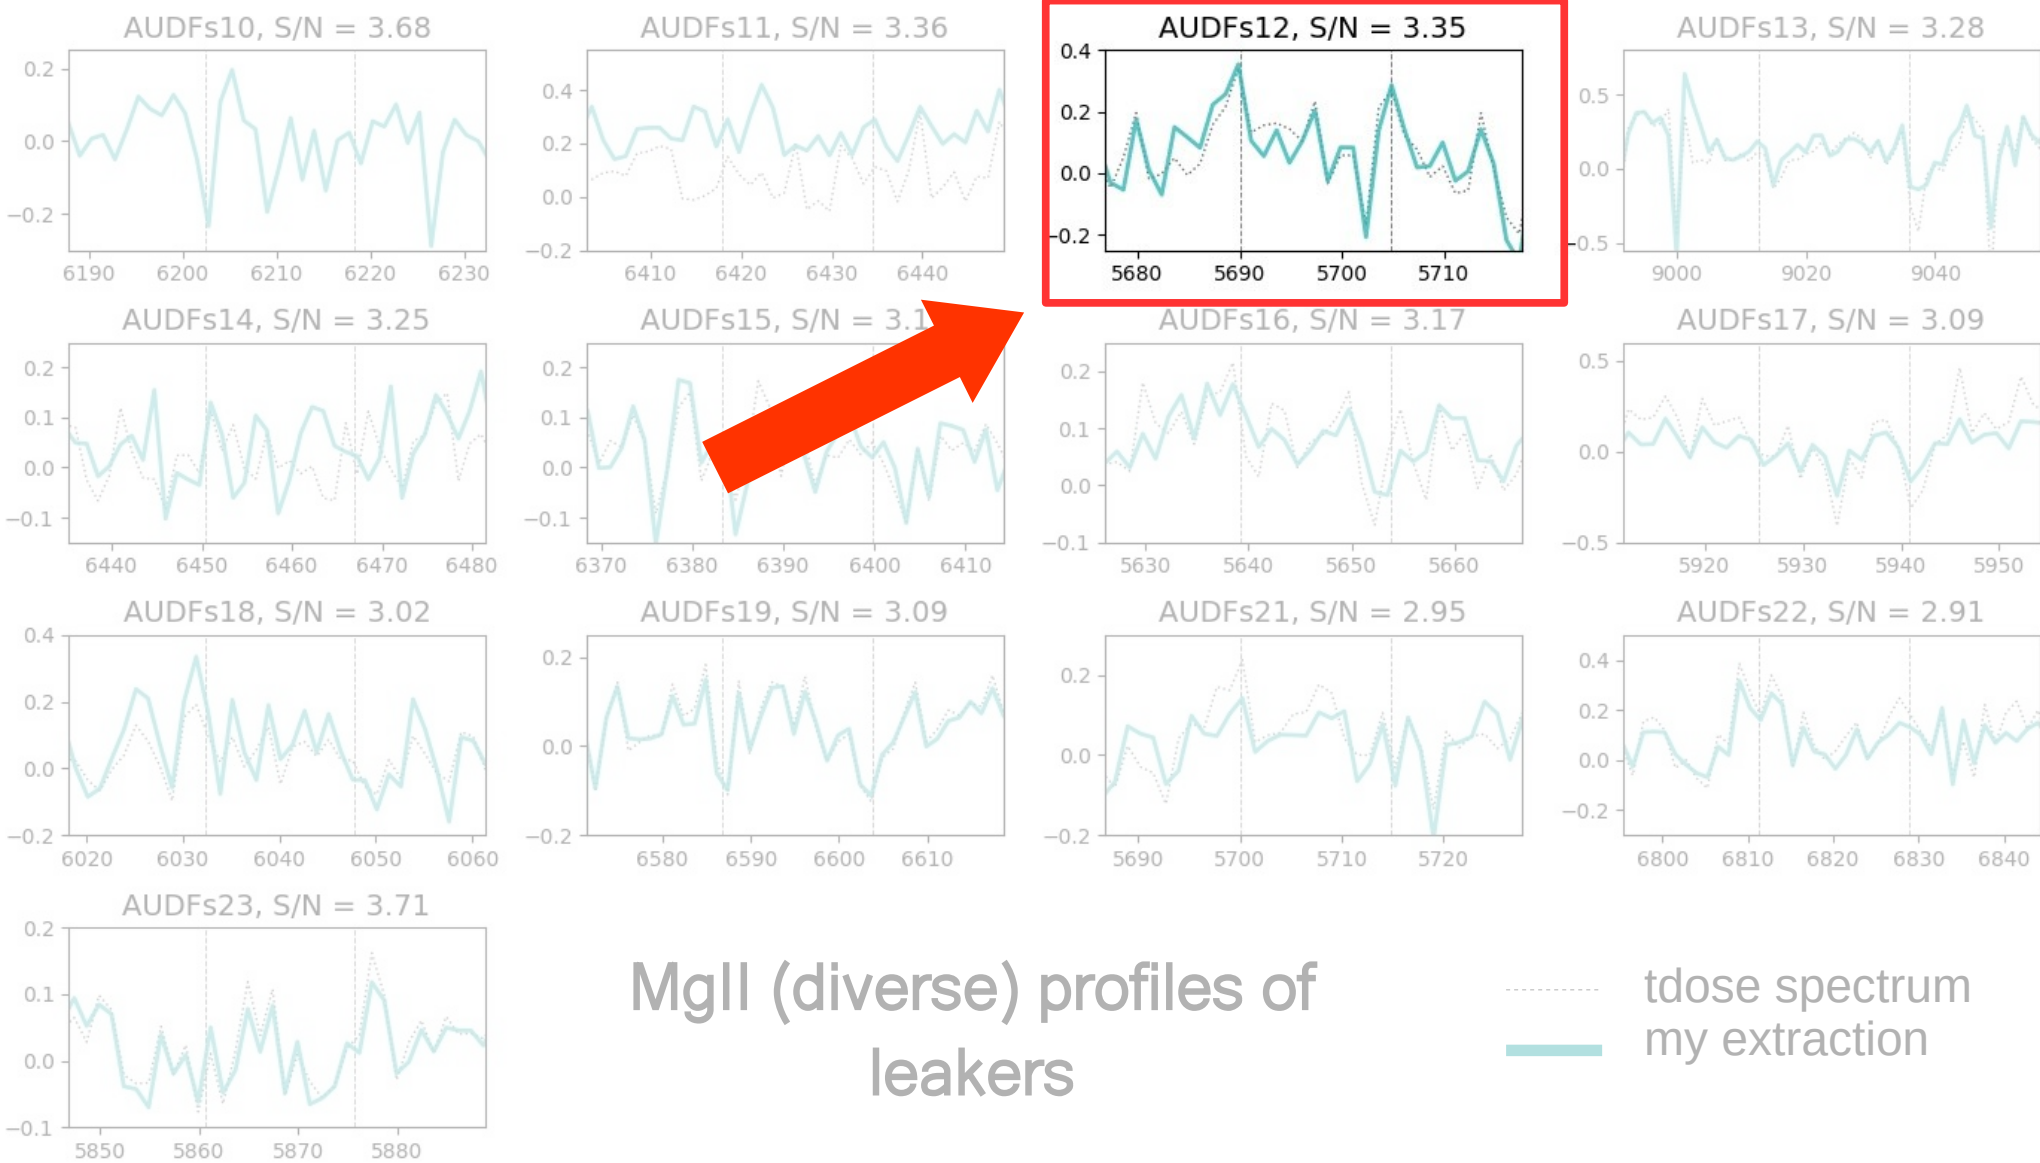 AUDFs10, S/N = 3.68
0.2
0.0
−0.2
6190 6200 6210 6220 6230
AUDFs11, S/N = 3.36
0.4
0.2
0.0
−0.2
6410 6420 6430 6440
AUDFs12, S/N = 3.35
0.4
0.2
0.0
−0.2
5680 5690 5700 5710
AUDFs13, S/N = 3.28
0.5
0.0
−0.5
9000 9020 9040
AUDFs14, S/N = 3.25
0.2
0.1
0.0
−0.1
6440 6450 6460 6470 6480
AUDFs15, S/N = 3.1
0.2
0.1
0.0
−0.1
6370 6380 6390 6400 6410
AUDFs16, S/N = 3.17
0.2
0.1
0.0
−0.1
5630 5640 5650 5660
AUDFs17, S/N = 3.09
0.5
0.0
−0.5
5920 5930 5940 5950
AUDFs18, S/N = 3.02
0.4
0.2
0.0
−0.2
6020 6030 6040 6050 6060
AUDFs19, S/N = 3.09
0.2
0.0
−0.2
6580 6590 6600 6610
AUDFs21, S/N = 2.95
0.2
0.0
−0.2
5690 5700 5710 5720
AUDFs22, S/N = 2.91
0.4
0.2
0.0
−0.2
6800 6810 6820 6830 6840
AUDFs23, S/N = 3.71
0.2
0.1
0.0
−0.1
5850 5860 5870 5880
MgII (diverse) profiles of
leakers
tdose spectrum
my extraction